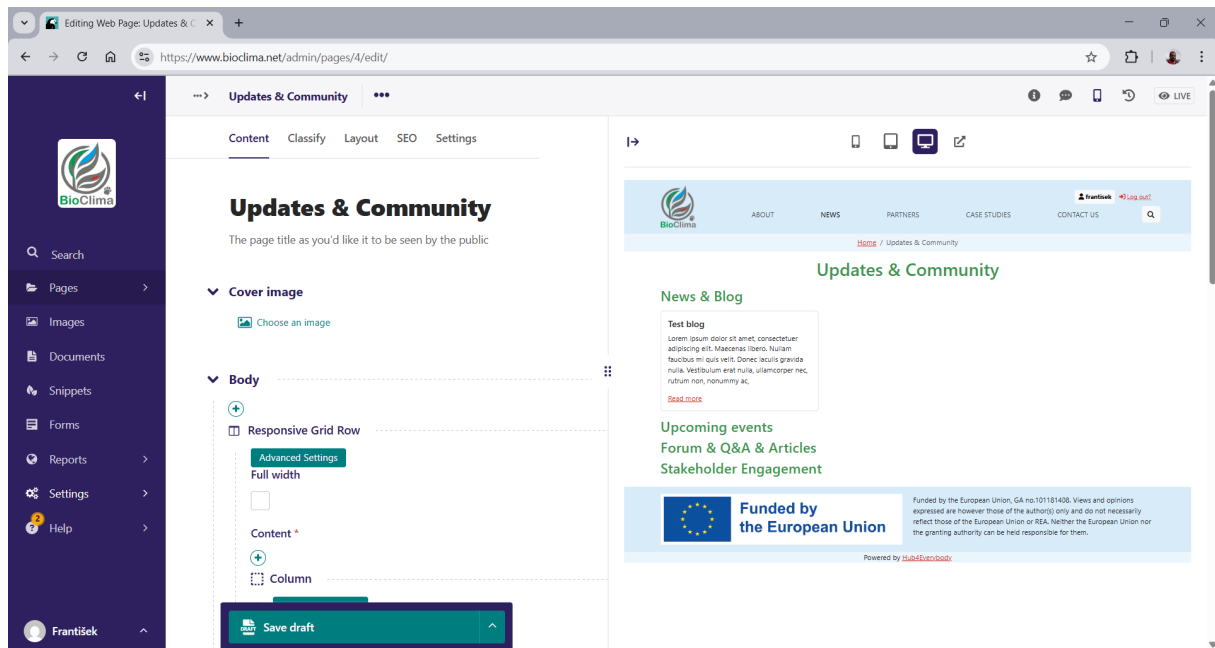 Editing Web Page: Updates & C
https://www.bioclima.net/admin/pages/4/edit/
BioClima
Search
Pages
Images
Documents
Snippets
Forms
Reports
Settings
2
Help
František
Updates & Community
LIVE
Content Classify Layout SEO Settings
Updates & Community
The page title as you'd like it to be seen by the public
Cover image
Choose an image
Body
Responsive Grid Row
Advanced Settings
Full width
Content *
Column
DRAFT
Save draft
BioClima
frantisek Log out?
ABOUT NEWS PARTNERS CASE STUDIES CONTACT US
Home / Updates & Community
Updates & Community
News & Blog
Test blog
Lorem ipsum dolor sit amet, consectetuer
adipiscing elit. Maecenas libero. Nullam
faucibus mi quis velit. Donec iaculis gravida
nulla. Vestibulum erat nulla, ullamcorper nec,
rutrum non, nonummy ac,
Read more
Upcoming events
Forum & Q&A & Articles
Stakeholder Engagement
Funded by
the European Union
Funded by the European Union, GA no.101181408. Views and opinions
expressed are however those of the author(s) only and do not necessarily
reflect those of the European Union or REA. Neither the European Union nor
the granting authority can be held responsible for them.
Powered by Hub4Everybody